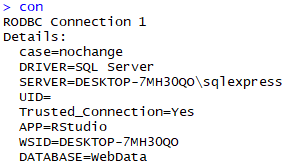 > con
RODBC Connection 1
Details:
case=nochange
DRIVER=SQL Server
SERVER=DESKTOP-7MH30QO\sqlexpress
UID=
Trusted_Connection=Yes
APP=RStudio
WSID=DESKTOP-7MH30QO
DATABASE=WebData